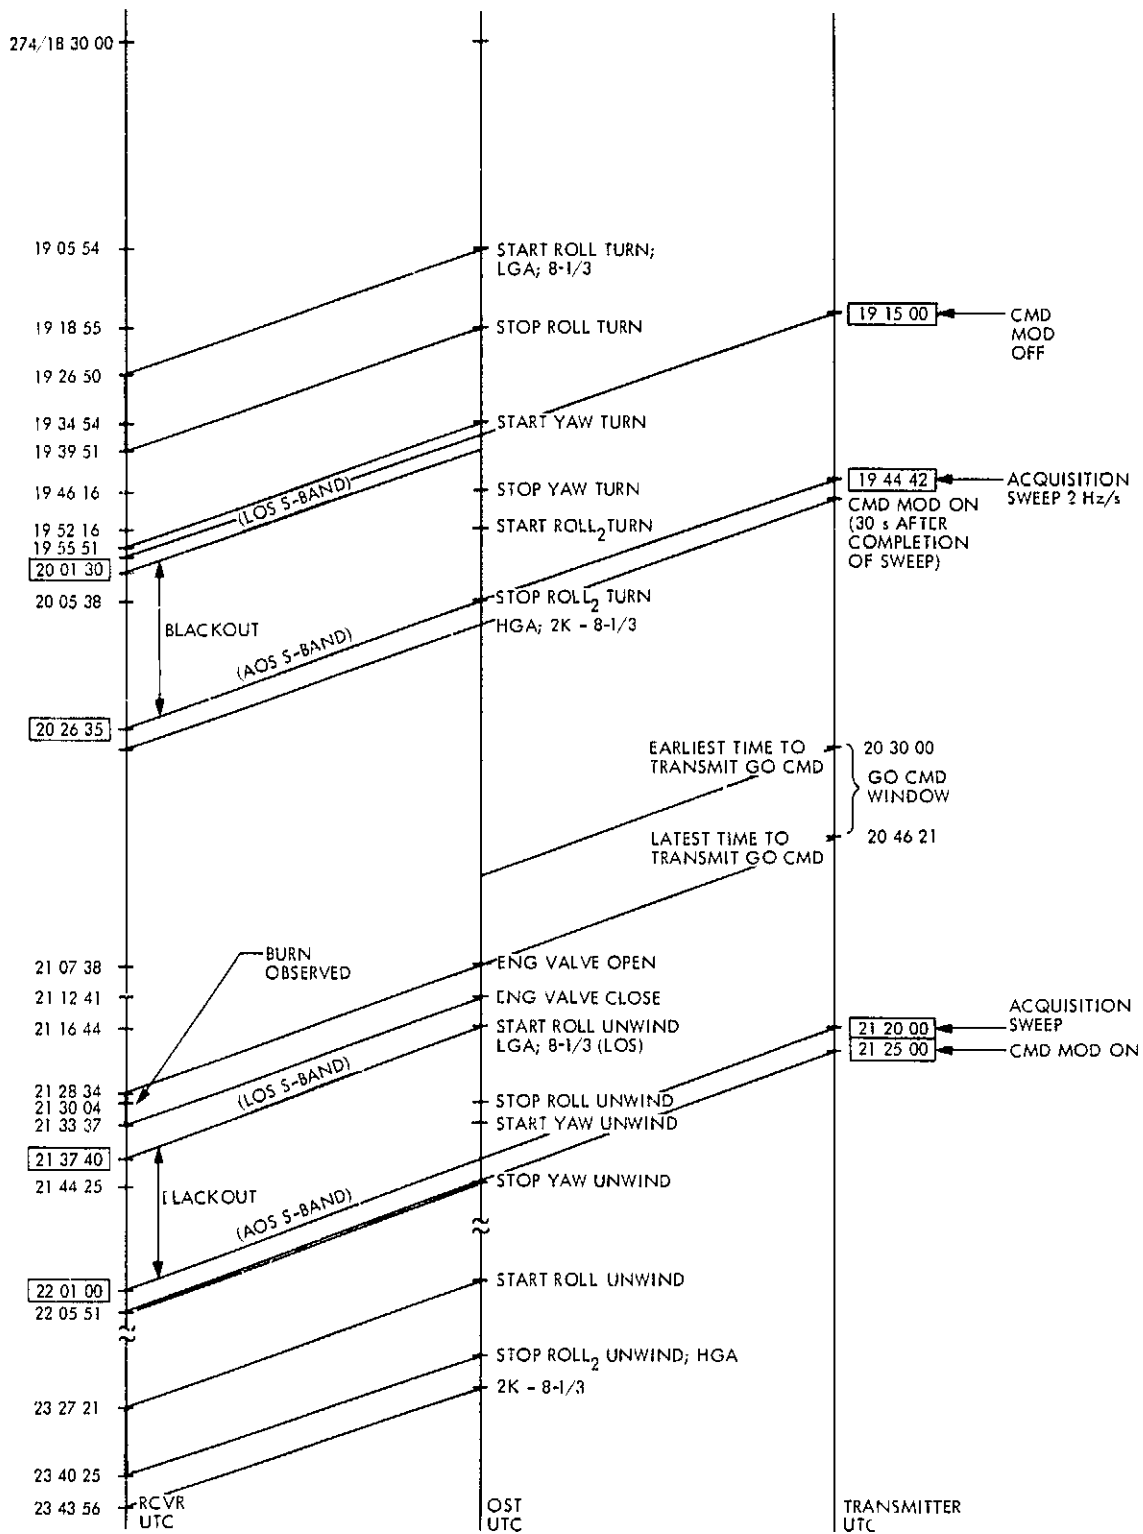 274/18 30 00
19 05 54
START ROLL TURN;
LGA; 8-1/3
19 15 00
CMD
MOD
OFF
19 18 55
STOP ROLL TURN
19 26 50
19 34 54
START YAW TURN
19 39 51
(LOS S-BAND)
19 46 16
STOP YAW TURN
19 44 42
ACQUISITION
SWEEP 2 Hz/s
19 52 16
START ROLL2 TURN
CMD MOD ON
(30 s AFTER
COMPLETION
OF SWEEP)
19 55 51
20 01 30
20 05 38
STOP ROLL2 TURN
HGA; 2K - 8-1/3
BLACKOUT
(AOS S-BAND)
20 26 35
EARLIEST TIME TO
TRANSMIT GO CMD
20 30 00
GO CMD
WINDOW
LATEST TIME TO
TRANSMIT GO CMD
20 46 21
BURN
OBSERVED
21 07 38
ENG VALVE OPEN
21 12 41
ENG VALVE CLOSE
21 16 44
START ROLL UNWIND
LGA; 8-1/3 (LOS)
ACQUISITION
SWEEP
21 20 00
21 25 00
CMD MOD ON
(LOS S-BAND)
21 28 34
21 30 04
STOP ROLL UNWIND
21 33 37
START YAW UNWIND
21 37 40
21 44 25
STOP YAW UNWIND
BLACKOUT
(AOS S-BAND)
22 01 00
22 05 51
START ROLL UNWIND
STOP ROLL2 UNWIND; HGA
2K - 8-1/3
23 27 21
23 40 25
23 43 56
RCVR
UTC
OST
UTC
TRANSMITTER
UTC